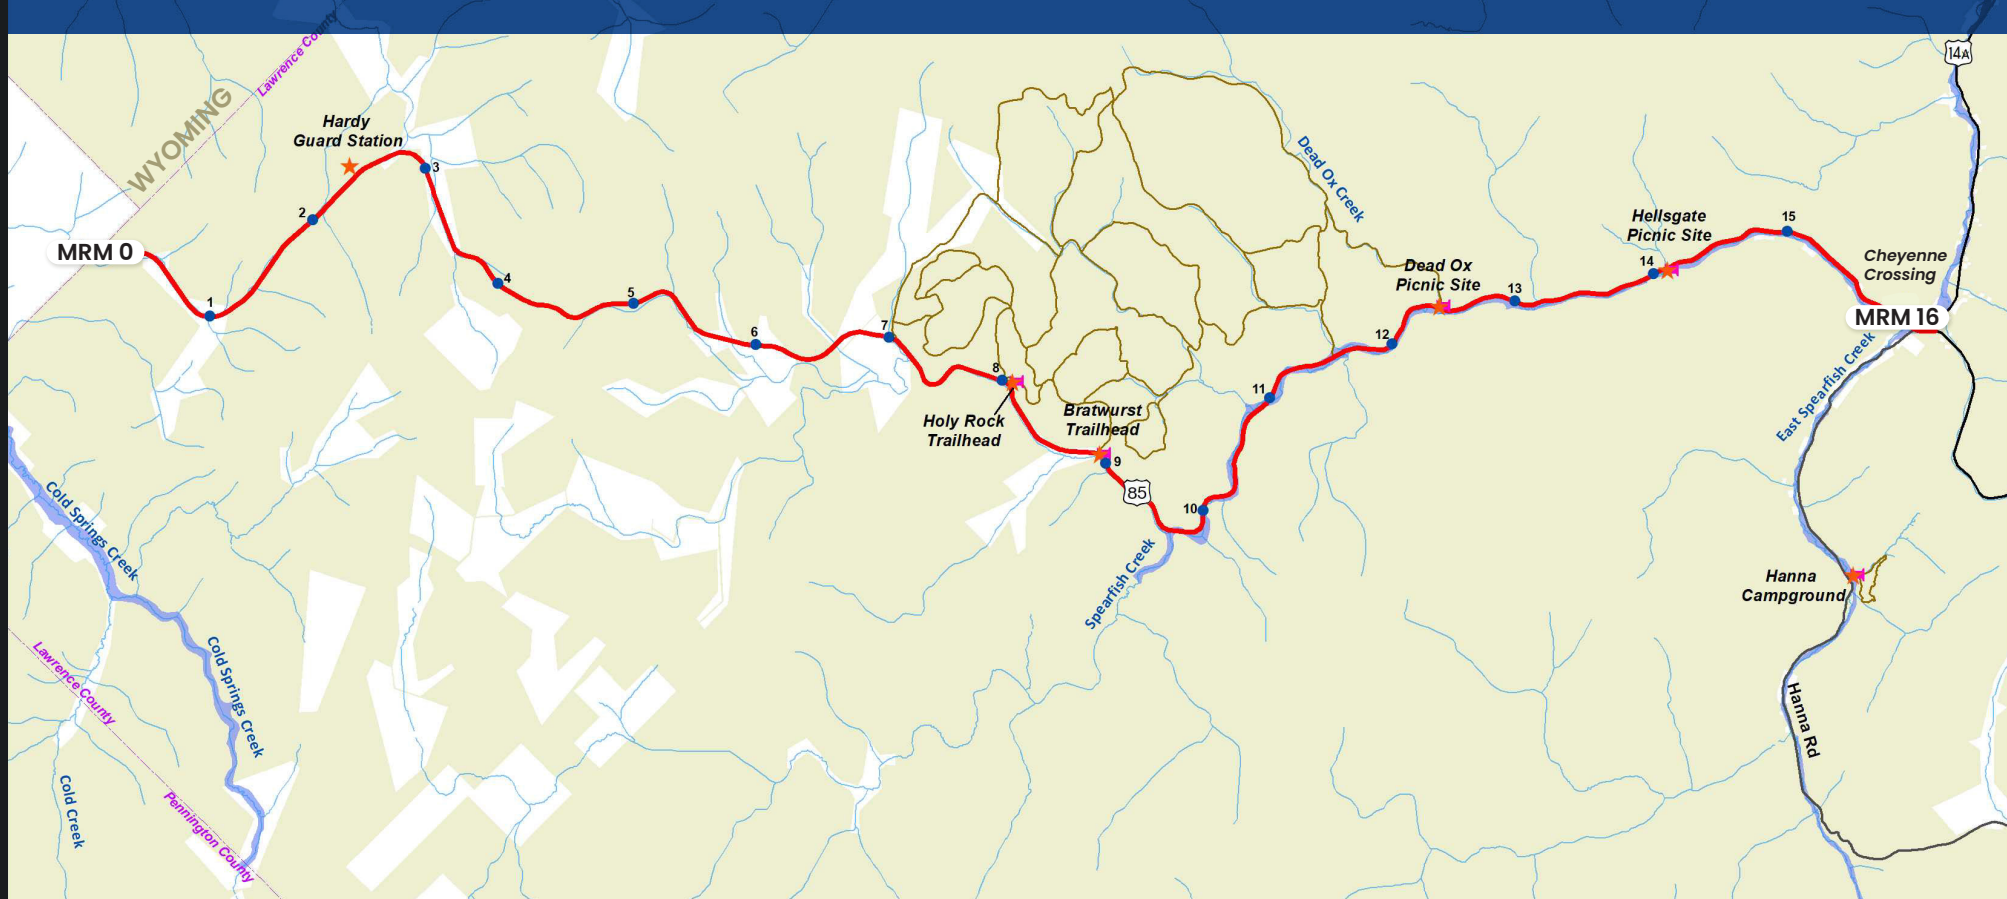 14A
Lawrence County
WYOMING
Hardy
Guard Station
3
2
MRM 0
1
4
5
6
7
8
Holy Rock
Trailhead
Bratwurst
Trailhead
9
85
10
11
12
Dead Ox Creek
Dead Ox
Picnic Site
13
Hellsgate
Picnic Site
14
15
Cheyenne
Crossing
MRM 16
East Spearfish Creek
Spearfish Creek
Cold Springs Creek
Cold Springs Creek
Lawrence County
Pennington County
Cold Creek
Hanna
Campground
Hanna Rd